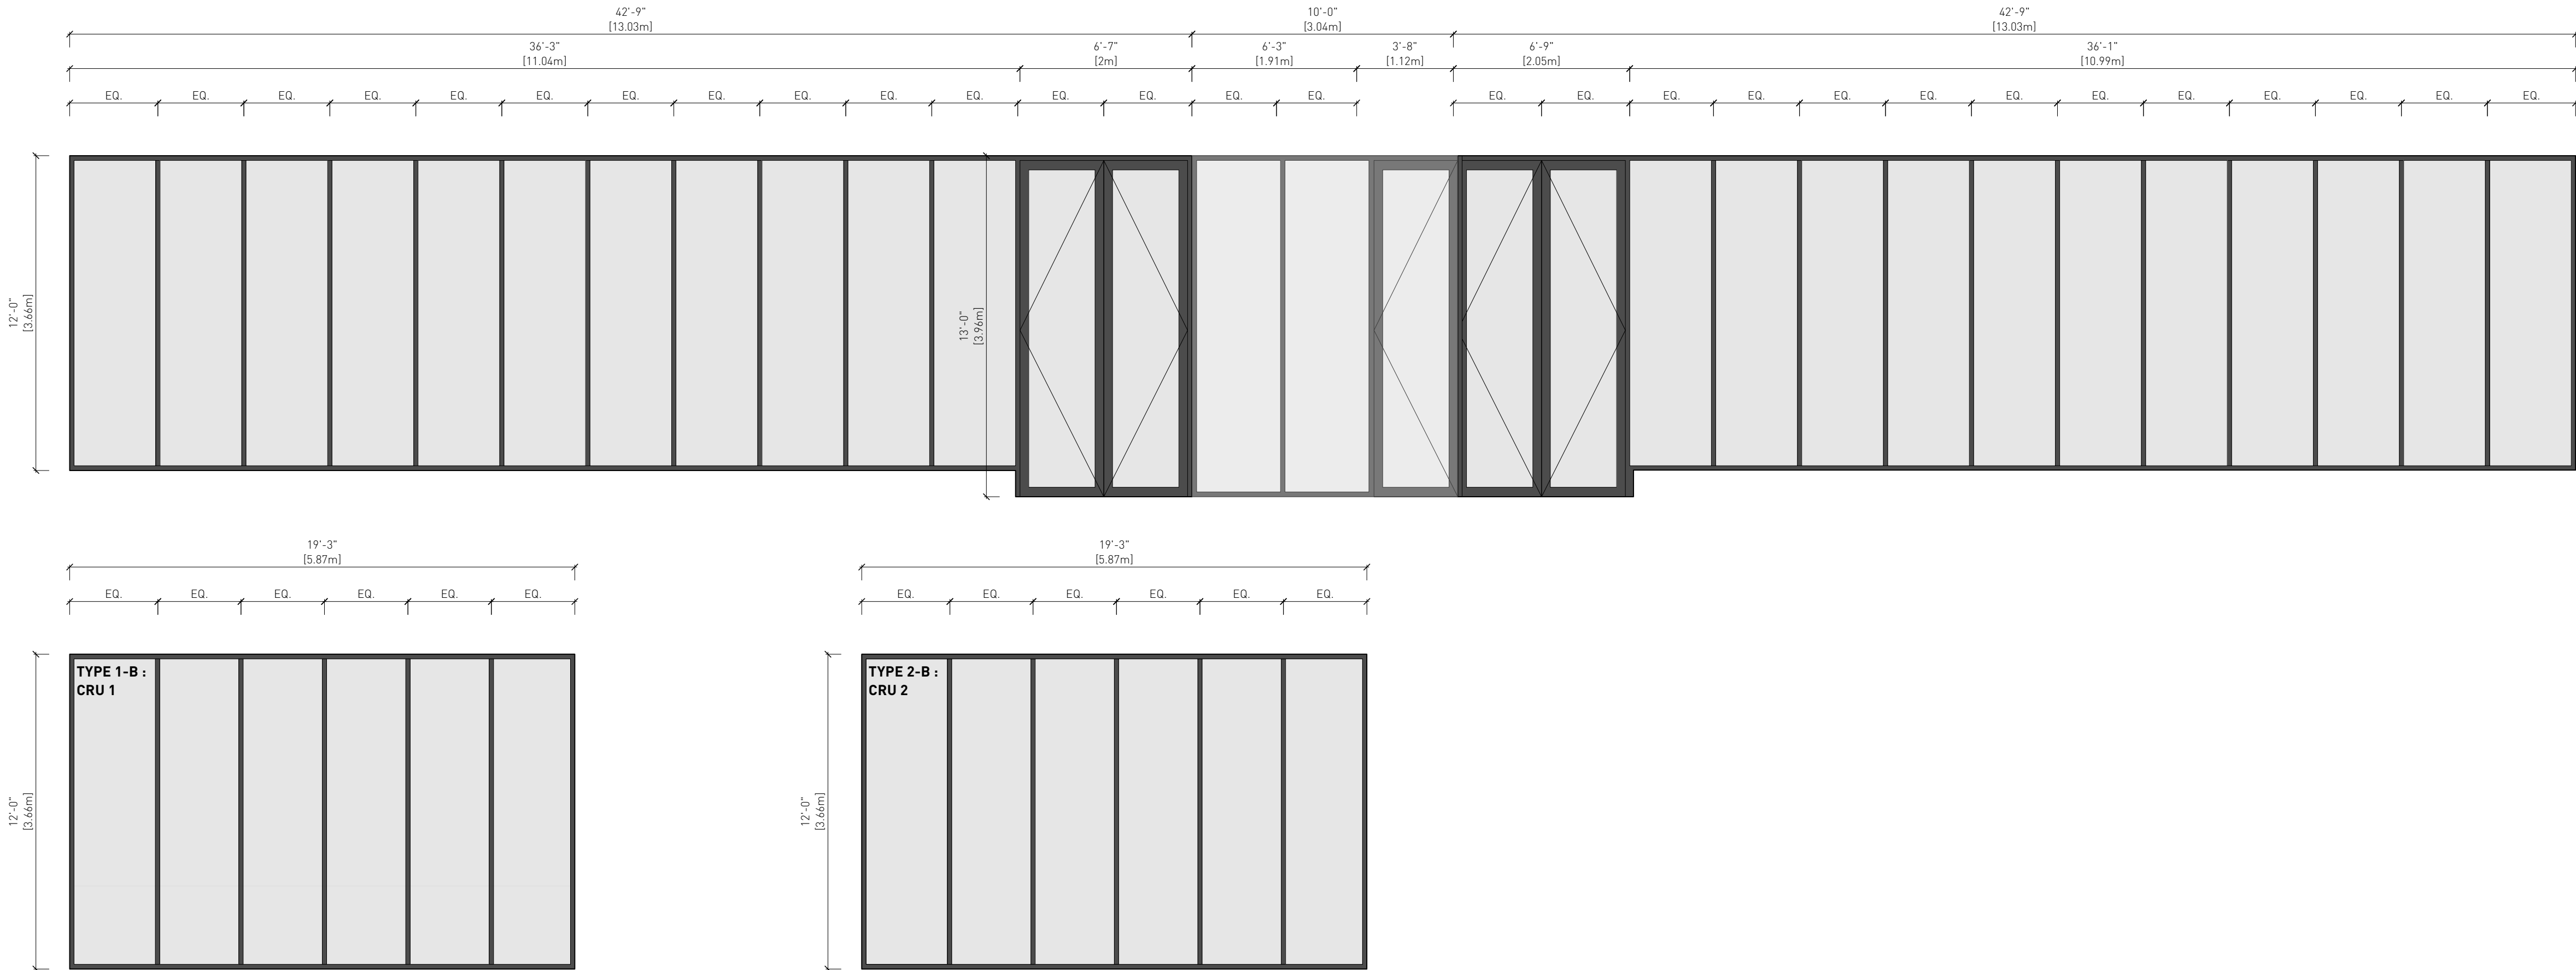 42'-9" 10'-0" 42'-9"
[13.03m] [3.04m] [13.03m]
36'-3" 6'-7" 6'-3" 3'-8" 6'-9" 36'-1"
[11.04m] [2m] [1.91m] [1.12m] [2.05m] [10.99m]
EQ. EQ. EQ. EQ. EQ. EQ. EQ. EQ. EQ. EQ. EQ. EQ. EQ. EQ. EQ. EQ. EQ. EQ. EQ. EQ. EQ. EQ. EQ. EQ. EQ. EQ. EQ. EQ.
12'-0"
[3.66m]
13'-0"
[3.96m]
19'-3" 19'-3"
[5.87m] [5.87m]
EQ. EQ. EQ. EQ. EQ. EQ. EQ. EQ. EQ. EQ. EQ. EQ.
TYPE 1-B :
CRU 1
TYPE 2-B :
CRU 2
12'-0"
[3.66m]
12'-0"
[3.66m]